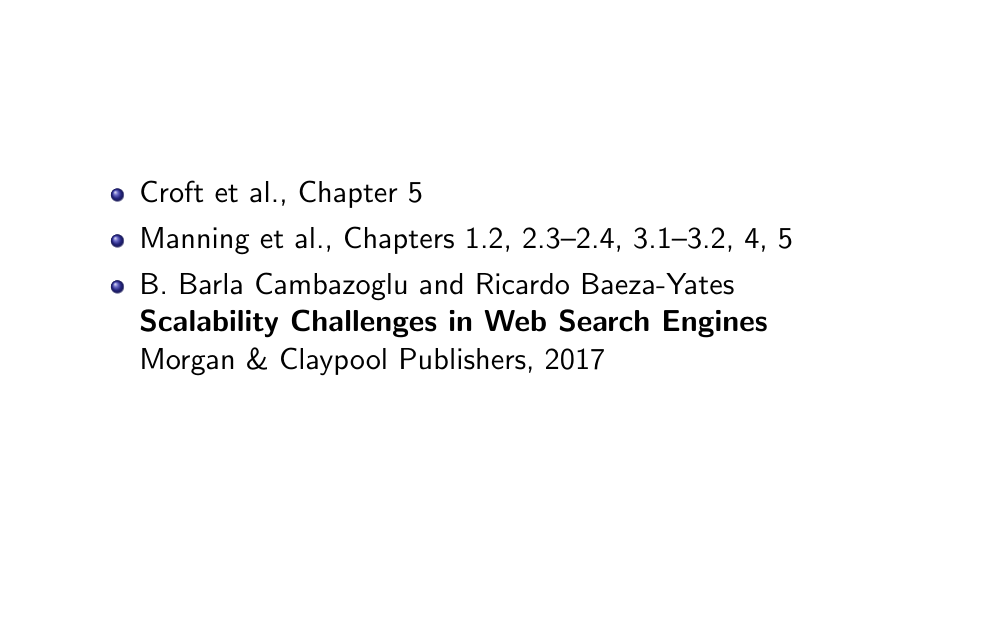 Croft et al., Chapter 5
Manning et al., Chapters 1.2, 2.3–2.4, 3.1–3.2, 4, 5
B. Barla Cambazoglu and Ricardo Baeza-Yates
Scalability Challenges in Web Search Engines
Morgan & Claypool Publishers, 2017